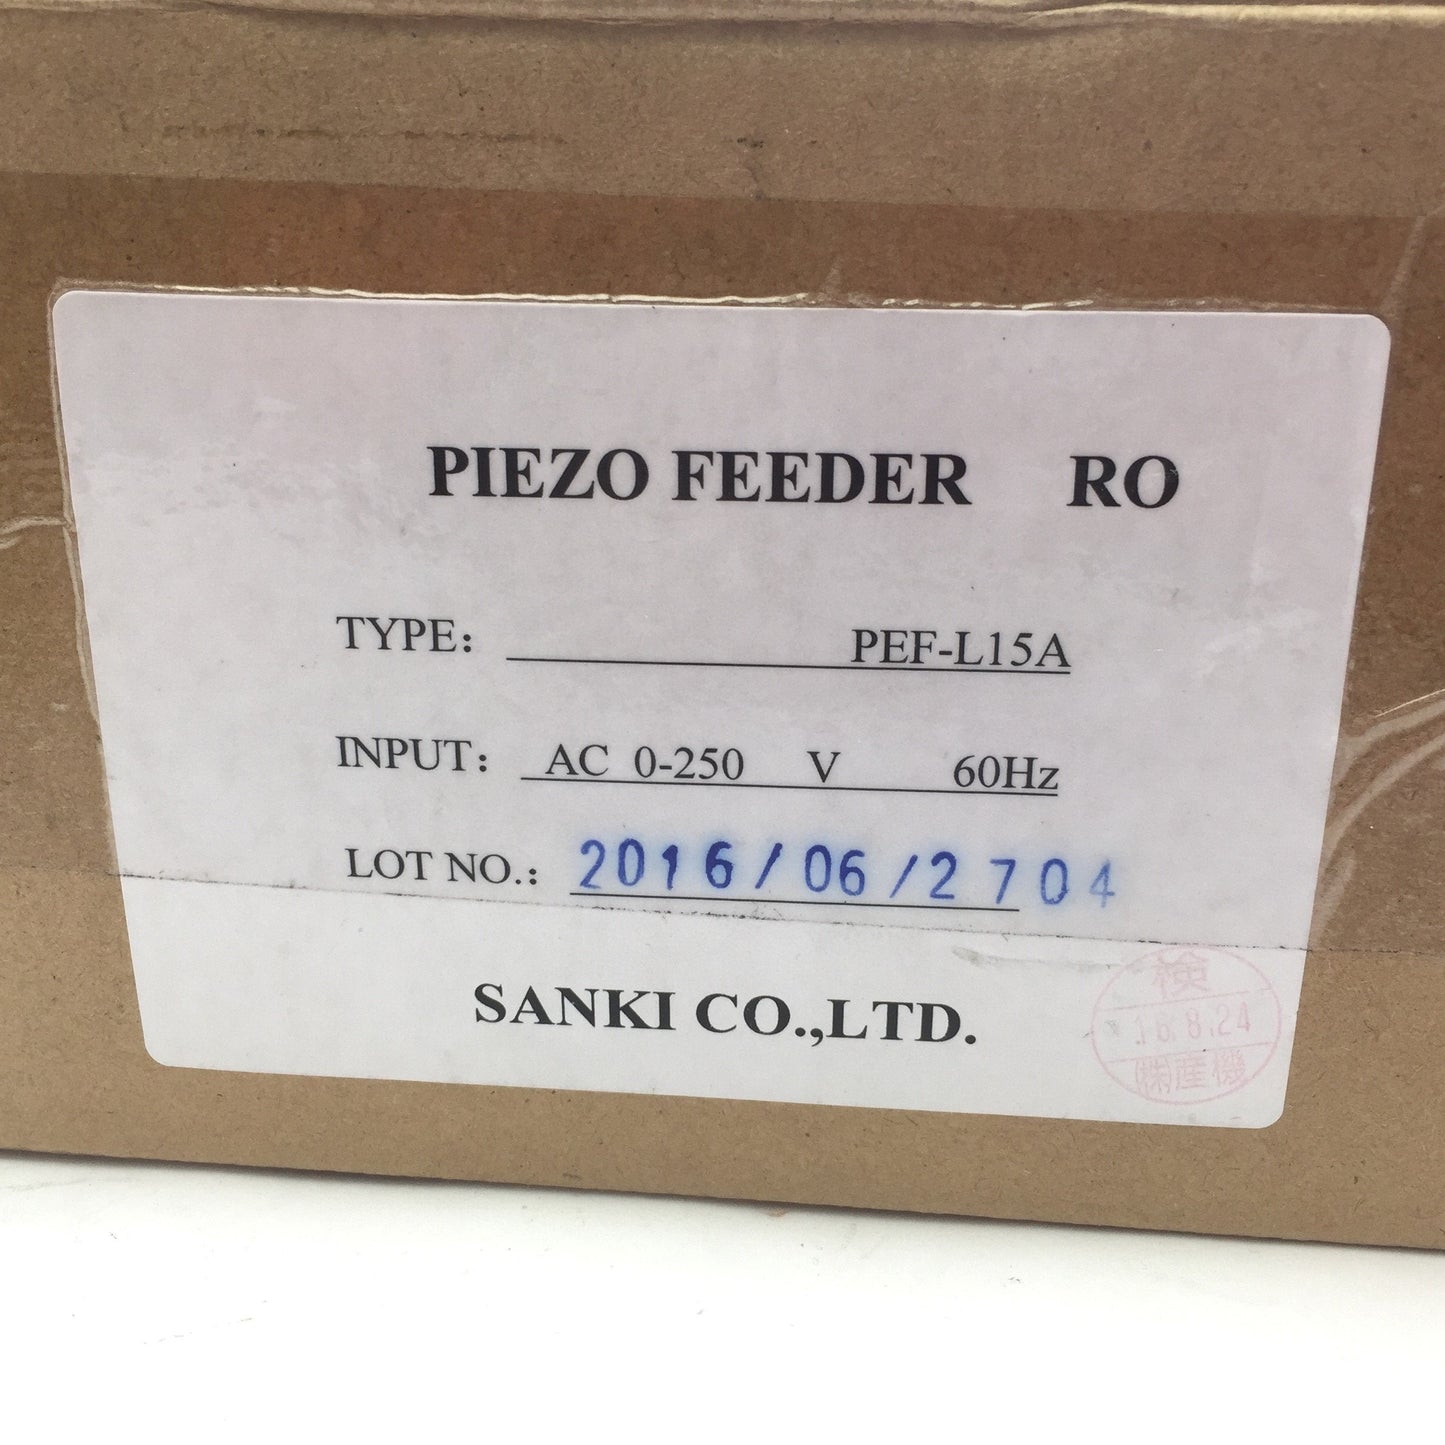 PIEZO FEEDER RO
TYPE: PEF-L15A
INPUT: AC 0-250 V 60Hz
LOT NO.: 2016/06/2704
SANKI CO.,LTD.
検
16.8.24
㈱産機